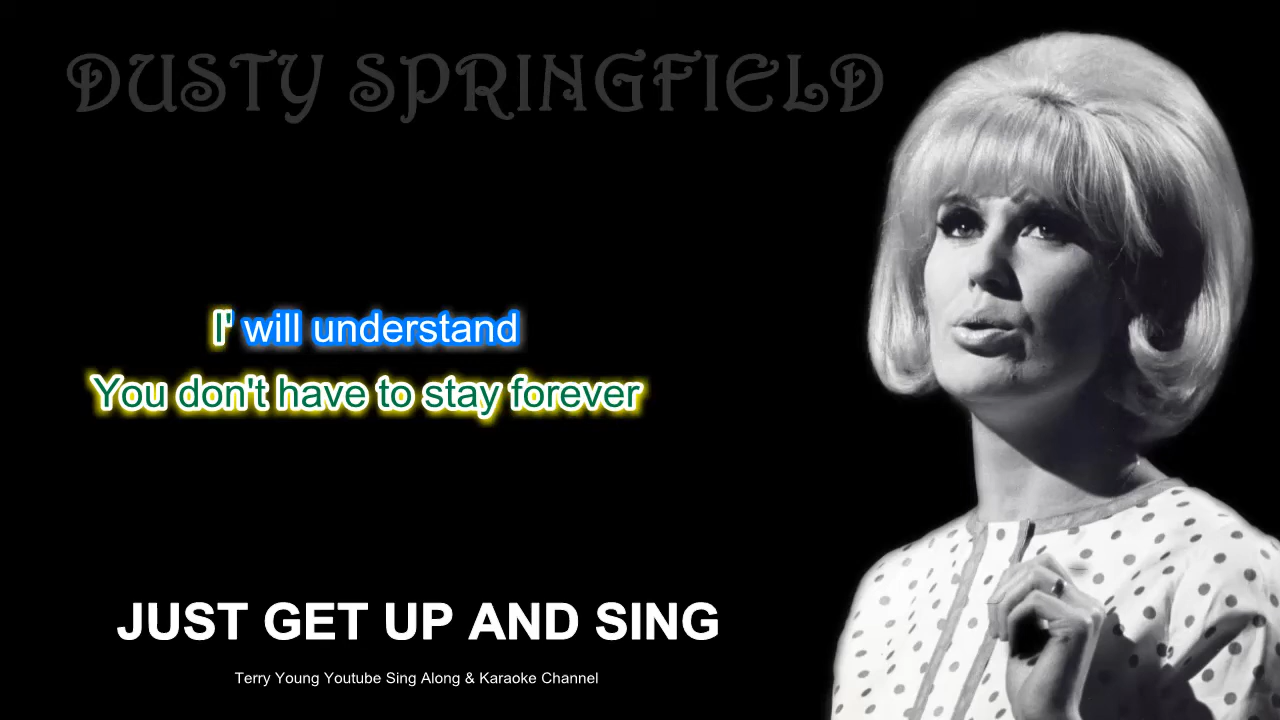 DUSTY SPRINGFIELD
I' will understand
You don't have to stay forever
JUST GET UP AND SING
Terry Young Youtube Sing Along & Karaoke Channel